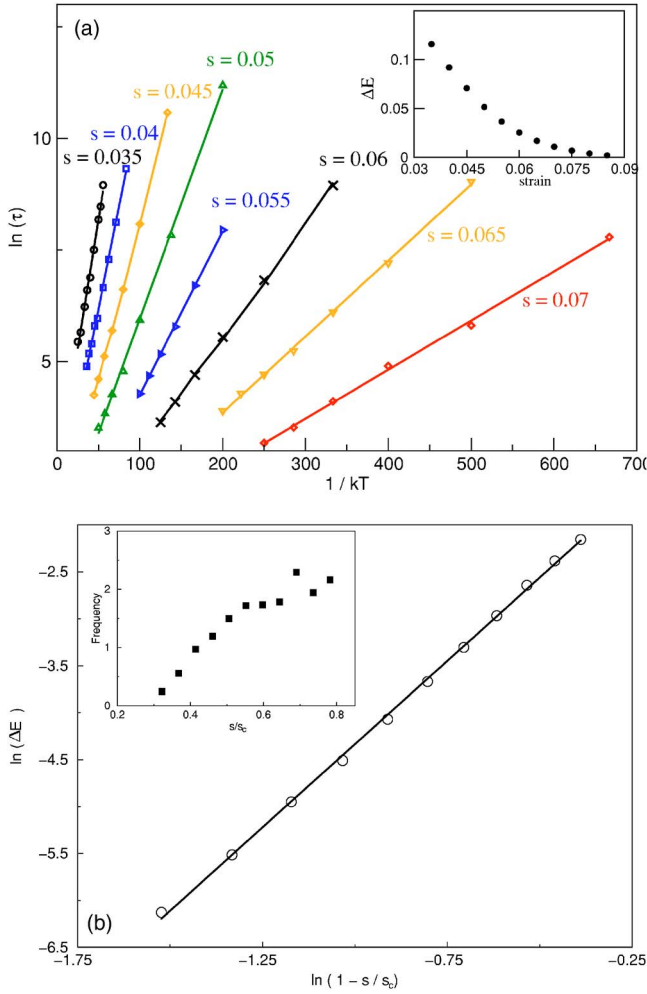 (a)
s = 0.05
s = 0.045
s = 0.04
s = 0.035
s = 0.06
s = 0.055
s = 0.065
s = 0.07
ln (τ)
10
5
0
100
200
300
400
500
600
700
1 / kT
ΔE
0.1
0.05
0
0.03
0.05
0.06
0.08
0.09
strain
(b)
ln (ΔE)
−2.5
−3.5
−4.5
−5.5
−6.5
−1.75
−1.25
−0.75
−0.25
ln ( 1 − s / sc)
Frequency
3
2
1
0
0.2
0.4
0.6
0.8
s/sc